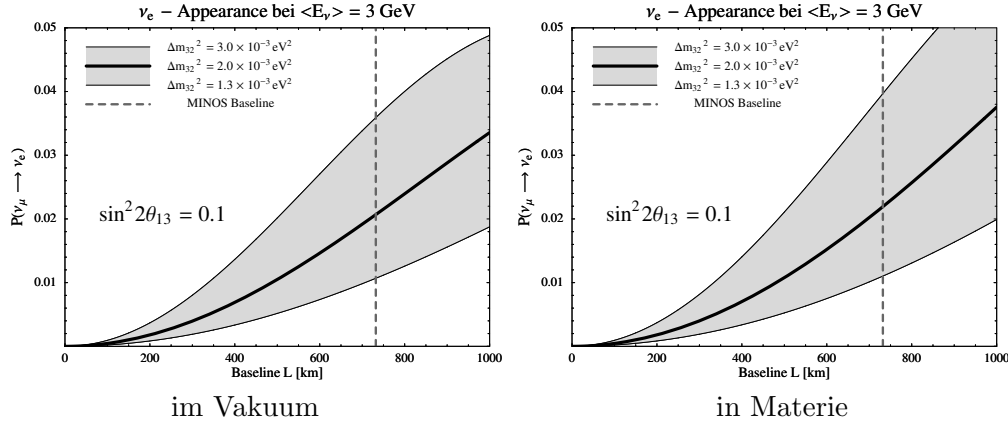 νe – Appearance bei <Eν> = 3 GeV
0.05
0.04
0.03
0.02
0.01
P(νμ ⟶ νe)
Δm32² = 3.0 × 10⁻³ eV²
Δm32² = 2.0 × 10⁻³ eV²
Δm32² = 1.3 × 10⁻³ eV²
MINOS Baseline
sin²2θ13 = 0.1
0 200 400 600 800 1000
Baseline L [km]
im Vakuum
νe – Appearance bei <Eν> = 3 GeV
0.05
0.04
0.03
0.02
0.01
P(νμ ⟶ νe)
Δm32² = 3.0 × 10⁻³ eV²
Δm32² = 2.0 × 10⁻³ eV²
Δm32² = 1.3 × 10⁻³ eV²
MINOS Baseline
sin²2θ13 = 0.1
0 200 400 600 800 1000
Baseline L [km]
in Materie